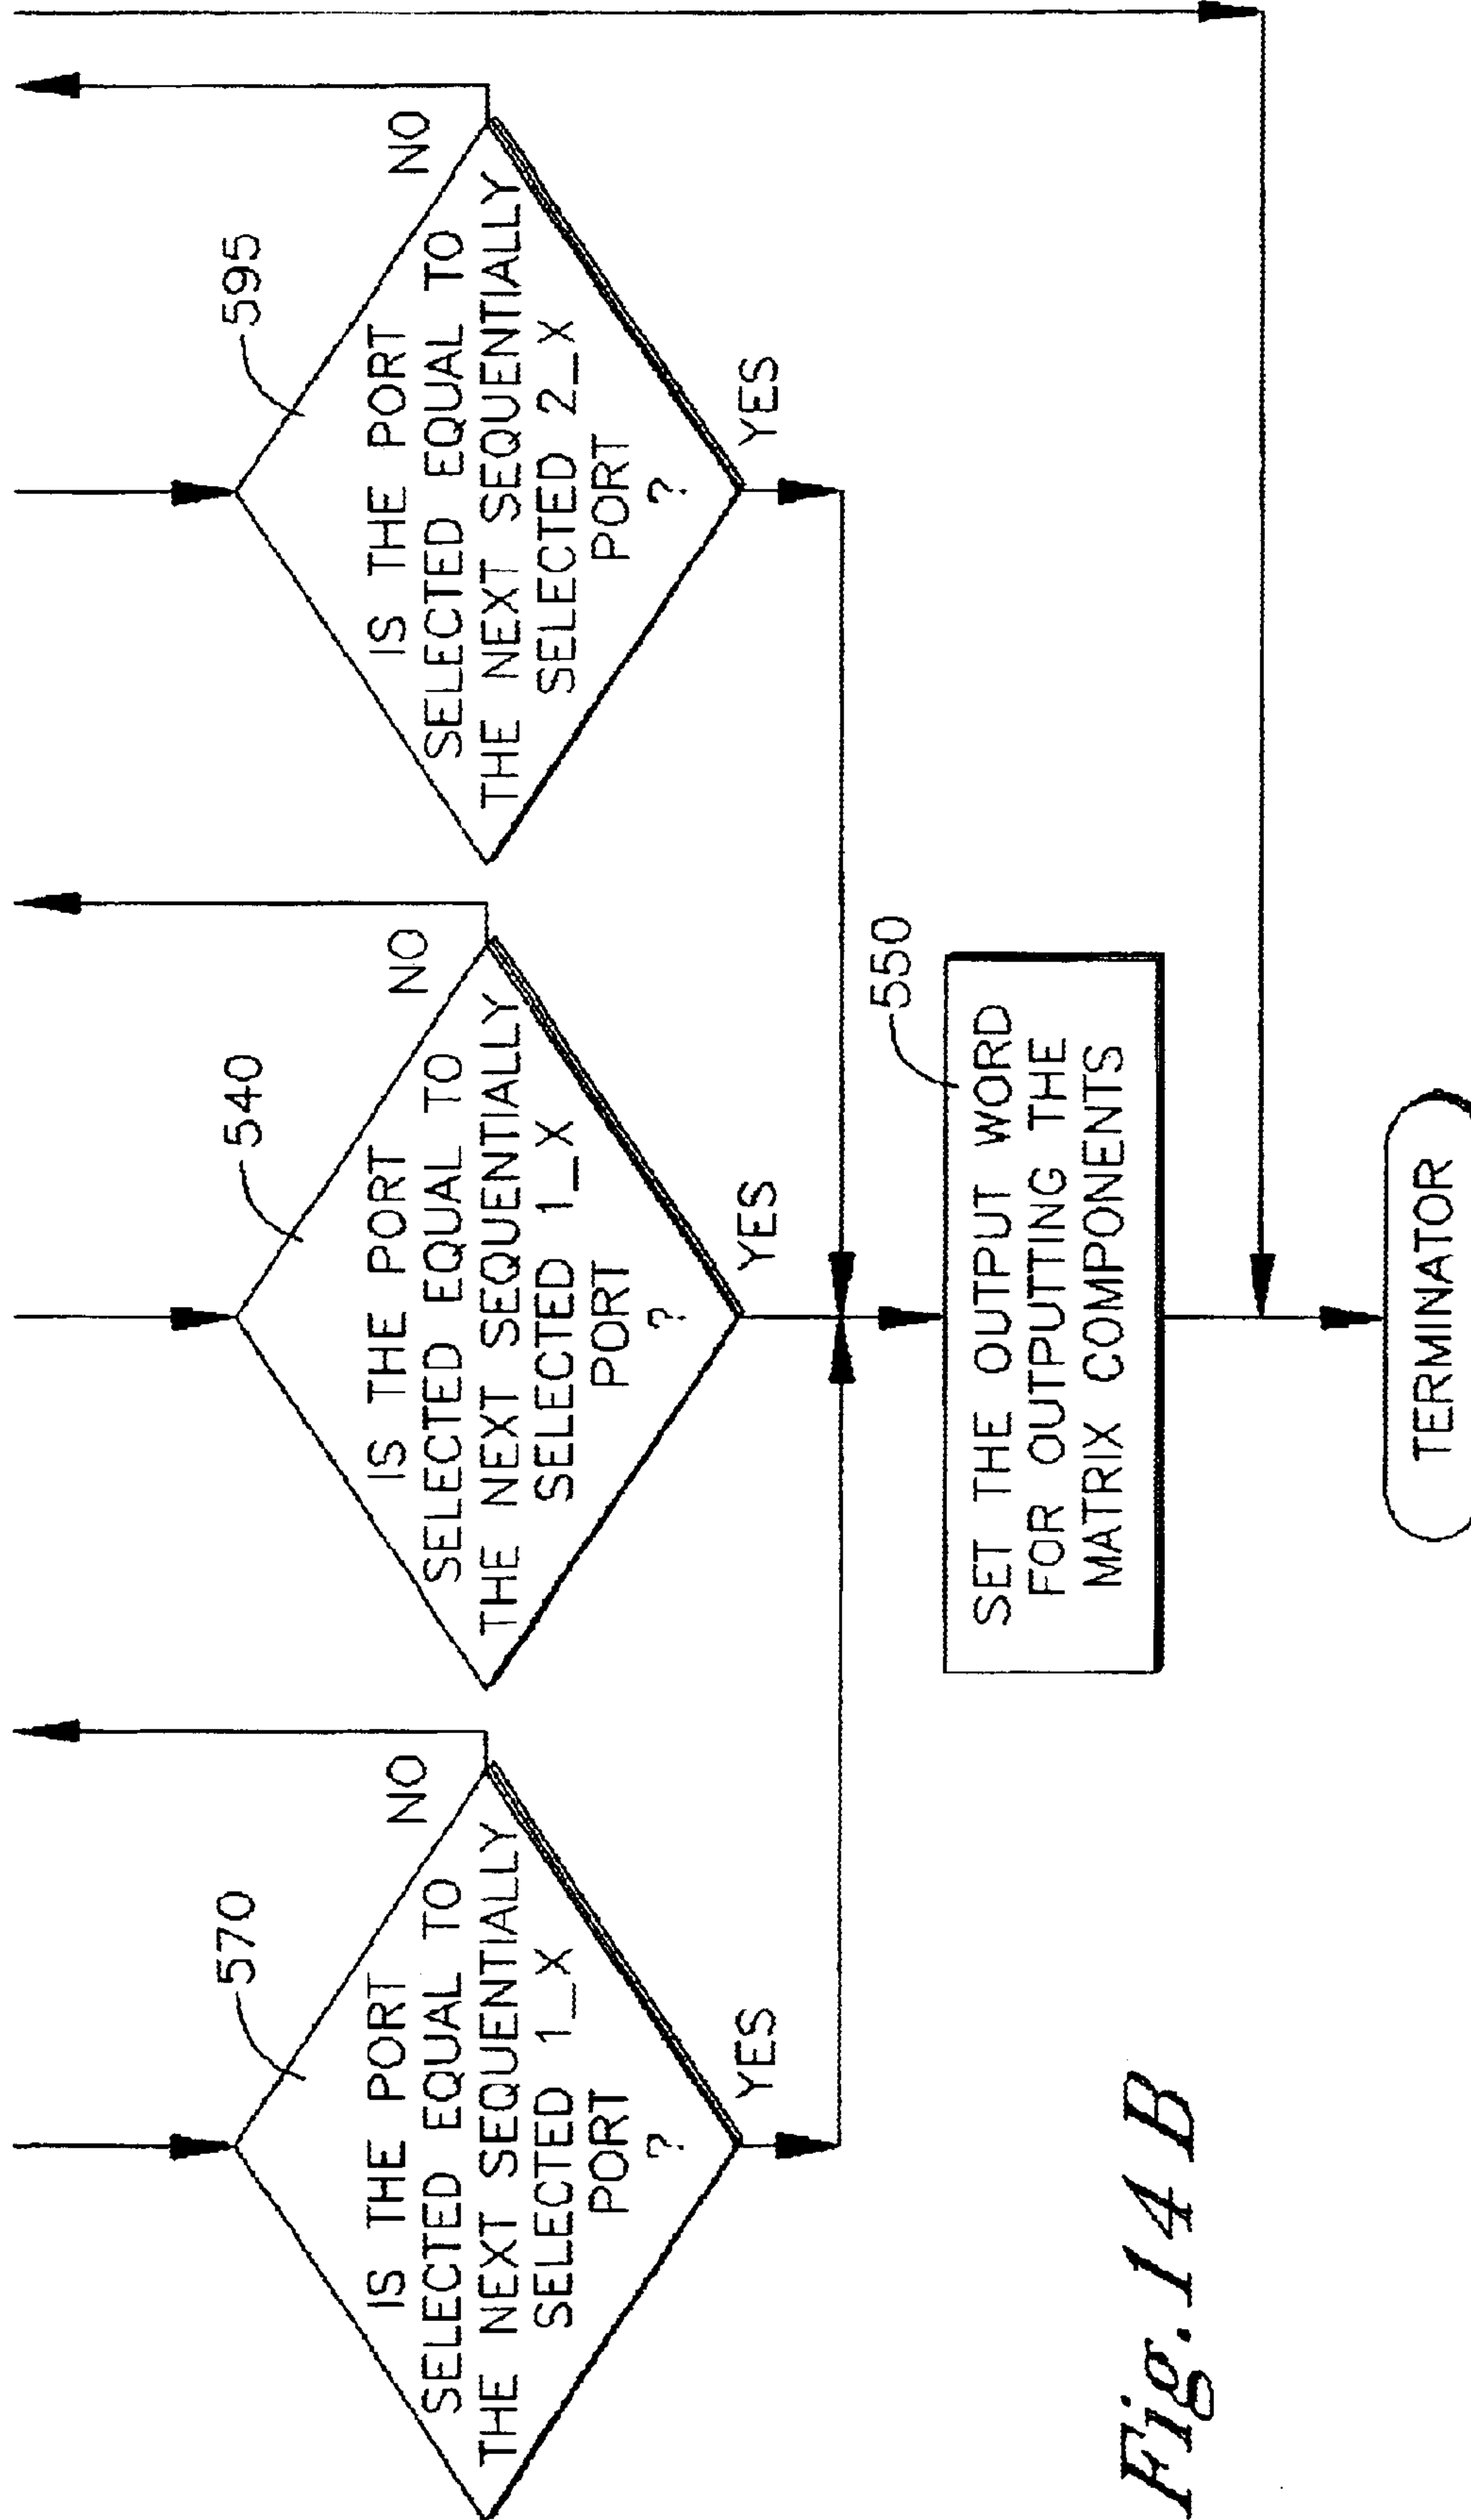 570
IS THE PORT
SELECTED EQUAL TO
THE NEXT SEQUENTIALLY
SELECTED 1_X
PORT
?
NO
YES
540
IS THE PORT
SELECTED EQUAL TO
THE NEXT SEQUENTIALLY
SELECTED 1_X
PORT
?
NO
YES
595
IS THE PORT
SELECTED EQUAL TO
THE NEXT SEQUENTIALLY
SELECTED 2_X
PORT
?
NO
YES
550
SET THE OUTPUT WORD
FOR OUTPUTTING THE
MATRIX COMPONENTS
TERMINATOR
Fig. 14 B